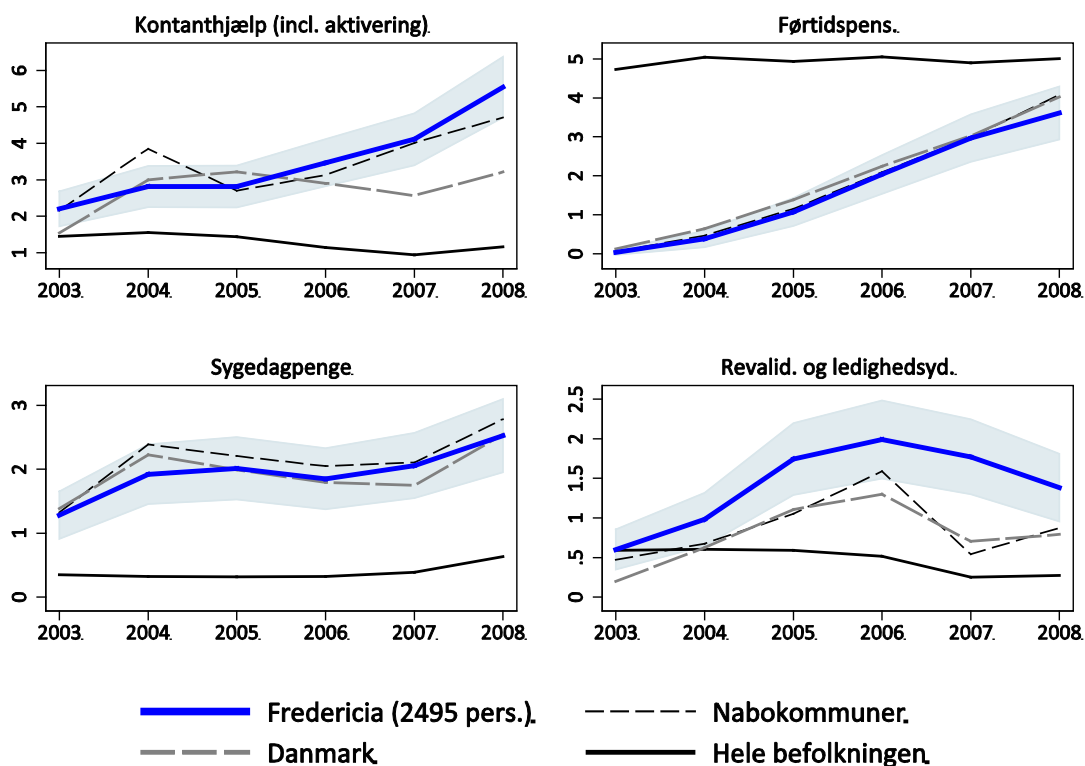 Kontanthjælp (incl. aktivering).
6
5
4
3
2
1
2003. 2004. 2005. 2006. 2007. 2008.
Førtidspens.
5
4
3
2
1
0
2003. 2004. 2005. 2006. 2007. 2008.
Sygedagpenge.
3
2
1
0
2003. 2004. 2005. 2006. 2007. 2008.
Revalid. og ledighedsyd.
2.5
2
1.5
1
.5
0
2003. 2004. 2005. 2006. 2007. 2008.
Fredericia (2495 pers.).
Nabokommuner.
Danmark.
Hele befolkningen.